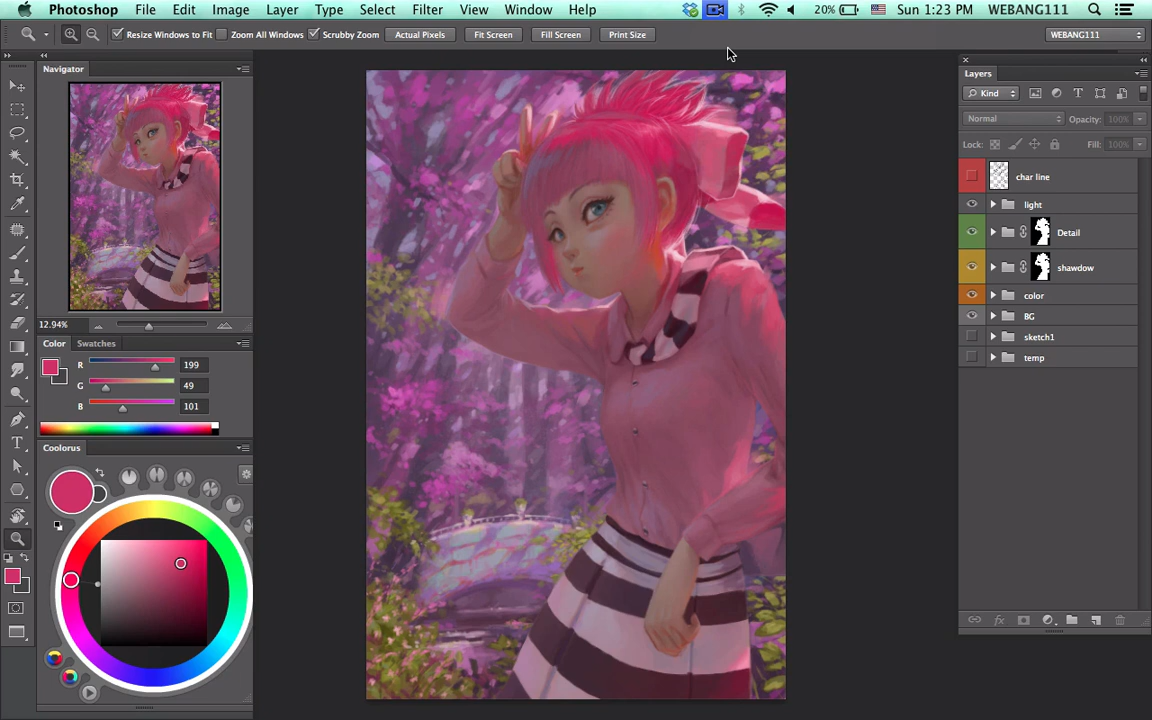 Photoshop File Edit Image Layer Type Select Filter View Window Help 20% Sun 1:23 PM WEBANG111
Resize Windows to Fit Zoom All Windows Scrubby Zoom Actual Pixels Fit Screen Fill Screen Print Size WEBANG111
Navigator
12.94%
Color Swatches
R 199
G 49
B 101
Coloorus
Layers
Kind
Normal Opacity: 100%
Lock: Fill: 100%
char line
light
Detail
shawdow
color
BG
sketch1
temp